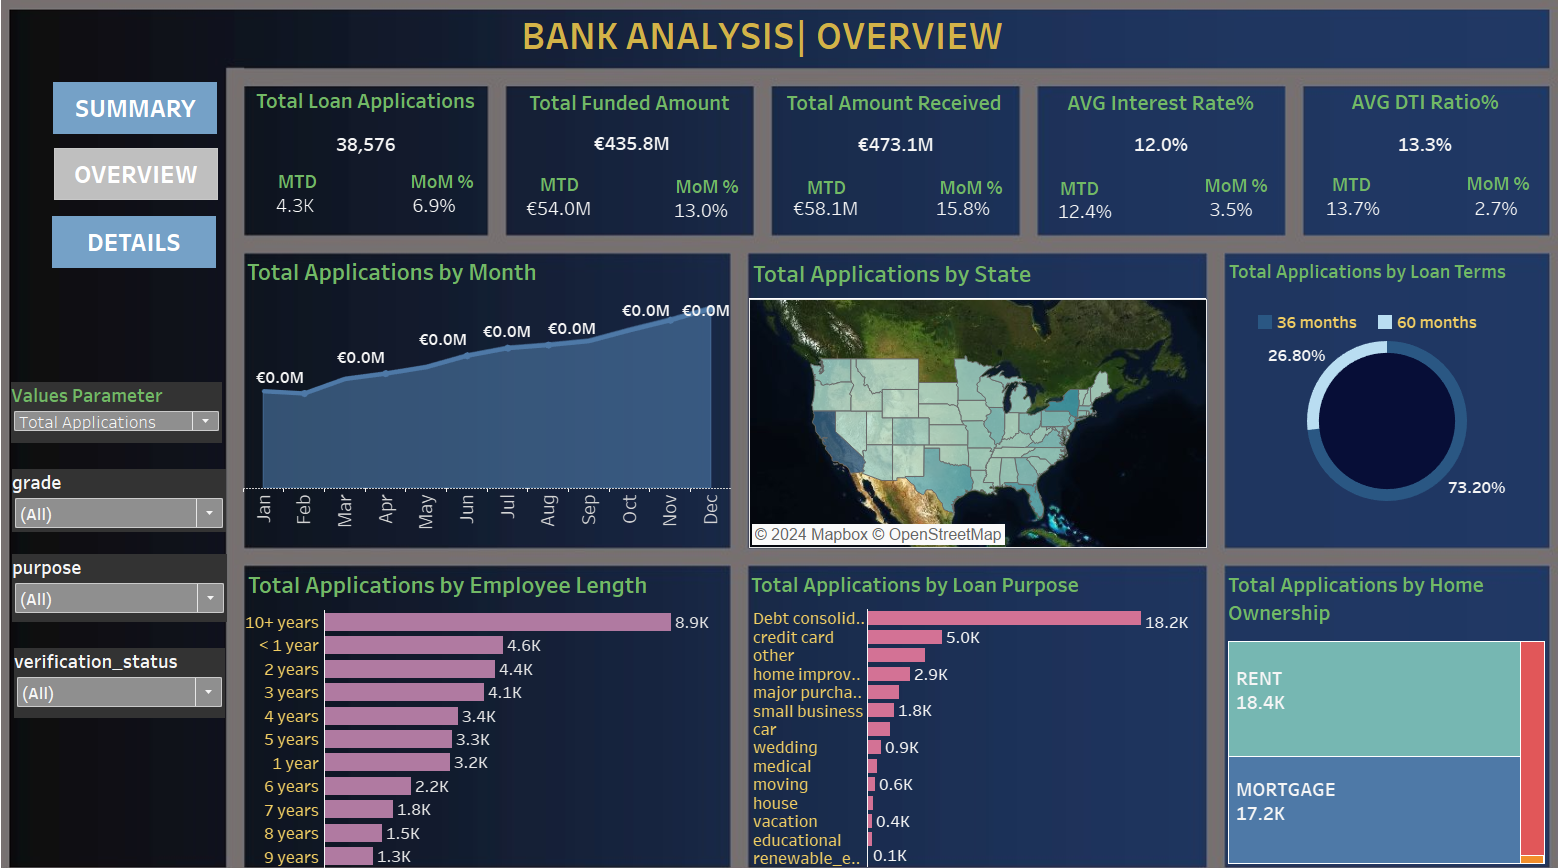 BANK ANALYSIS| OVERVIEW
SUMMARY
OVERVIEW
DETAILS
Values Parameter
Total Applications
grade
(All)
purpose
(All)
verification_status
(All)
Total Loan Applications
38,576
MTD MoM %
4.3K 6.9%
Total Funded Amount
€435.8M
MTD MoM %
€54.0M 13.0%
Total Amount Received
€473.1M
MTD MoM %
€58.1M 15.8%
AVG Interest Rate%
12.0%
MTD MoM %
12.4% 3.5%
AVG DTI Ratio%
13.3%
MTD MoM %
13.7% 2.7%
Total Applications by Month
€0.0M €0.0M €0.0M €0.0M €0.0M €0.0M €0.0M
Jan Feb Mar Apr May Jun Jul Aug Sep Oct Nov Dec
Total Applications by State
© 2024 Mapbox © OpenStreetMap
Total Applications by Loan Terms
36 months 60 months
26.80%
73.20%
Total Applications by Employee Length
10+ years 8.9K
< 1 year 4.6K
2 years 4.4K
3 years 4.1K
4 years 3.4K
5 years 3.3K
1 year 3.2K
6 years 2.2K
7 years 1.8K
8 years 1.5K
9 years 1.3K
Total Applications by Loan Purpose
Debt consolid.. 18.2K
credit card 5.0K
other
home improv.. 2.9K
major purcha..
small business 1.8K
car
wedding 0.9K
medical
moving 0.6K
house
vacation 0.4K
educational
renewable_e.. 0.1K
Total Applications by Home
Ownership
RENT
18.4K
MORTGAGE
17.2K